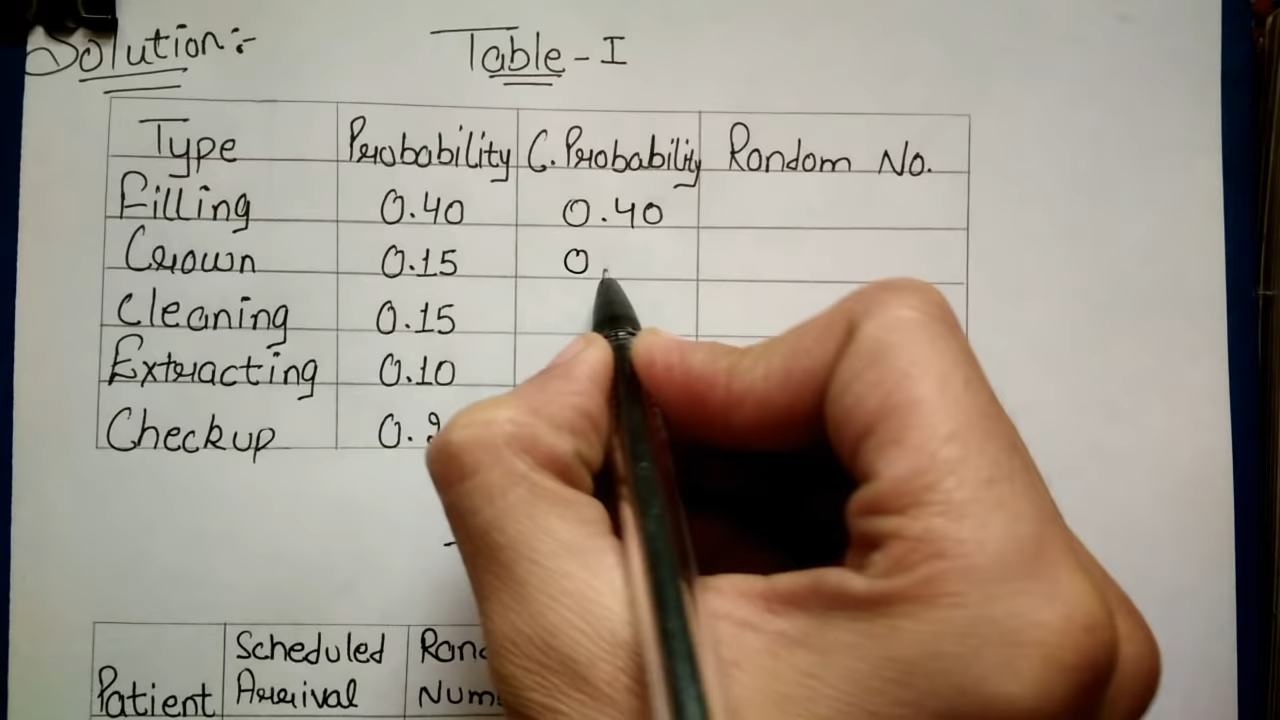 Solution:-
Table - I
Type Probability C. Probability Random No.
Filling 0.40 0.40
Crown 0.15 0
Cleaning 0.15
Extracting 0.10
Checkup
Scheduled
Patient Arrival